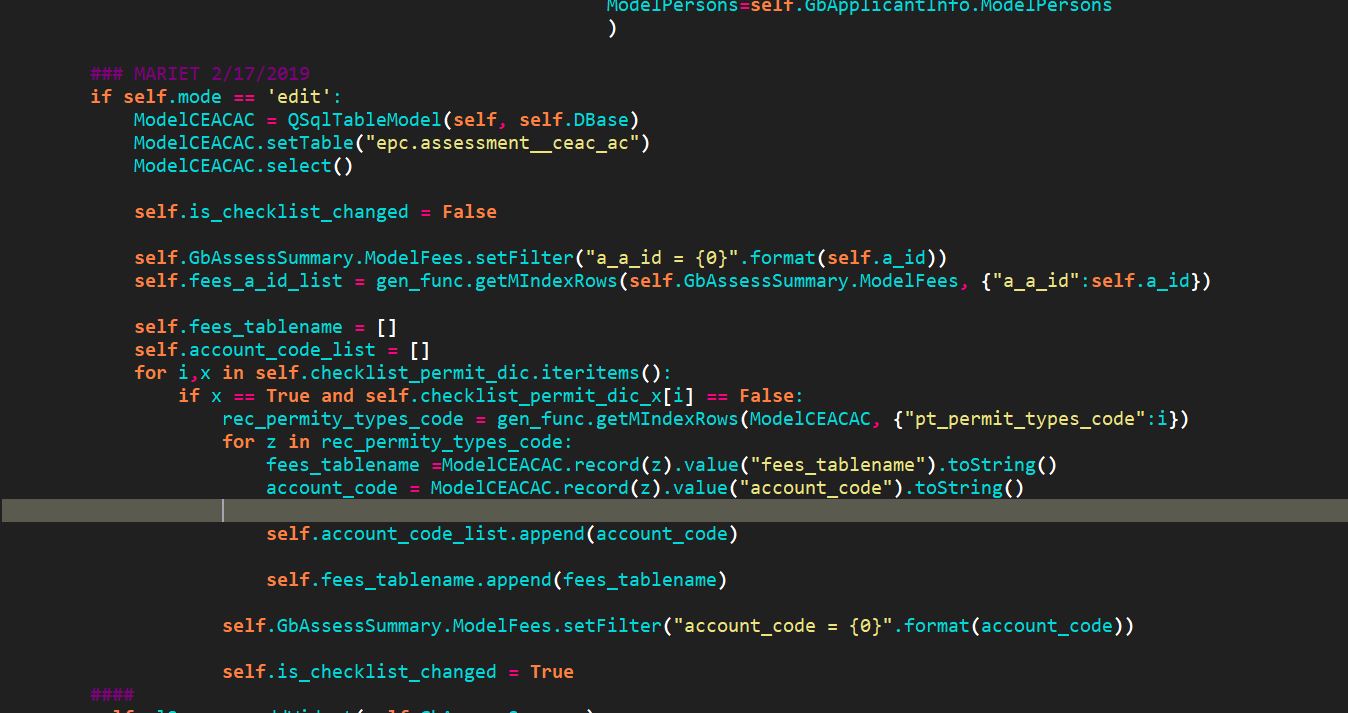 ModelPersons=self.GbApplicantInfo.ModelPersons
)
### MARIET 2/17/2019
if self.mode == 'edit':
ModelCEACAC = QSqlTableModel(self, self.DBase)
ModelCEACAC.setTable("epc.assessment__ceac_ac")
ModelCEACAC.select()
self.is_checklist_changed = False
self.GbAssessSummary.ModelFees.setFilter("a_a_id = {0}".format(self.a_id))
self.fees_a_id_list = gen_func.getMIndexRows(self.GbAssessSummary.ModelFees, {"a_a_id":self.a_id})
self.fees_tablename = []
self.account_code_list = []
for i,x in self.checklist_permit_dic.iteritems():
if x == True and self.checklist_permit_dic_x[i] == False:
rec_permity_types_code = gen_func.getMIndexRows(ModelCEACAC, {"pt_permit_types_code":i})
for z in rec_permity_types_code:
fees_tablename =ModelCEACAC.record(z).value("fees_tablename").toString()
account_code = ModelCEACAC.record(z).value("account_code").toString()
self.account_code_list.append(account_code)
self.fees_tablename.append(fees_tablename)
self.GbAssessSummary.ModelFees.setFilter("account_code = {0}".format(account_code))
self.is_checklist_changed = True
####